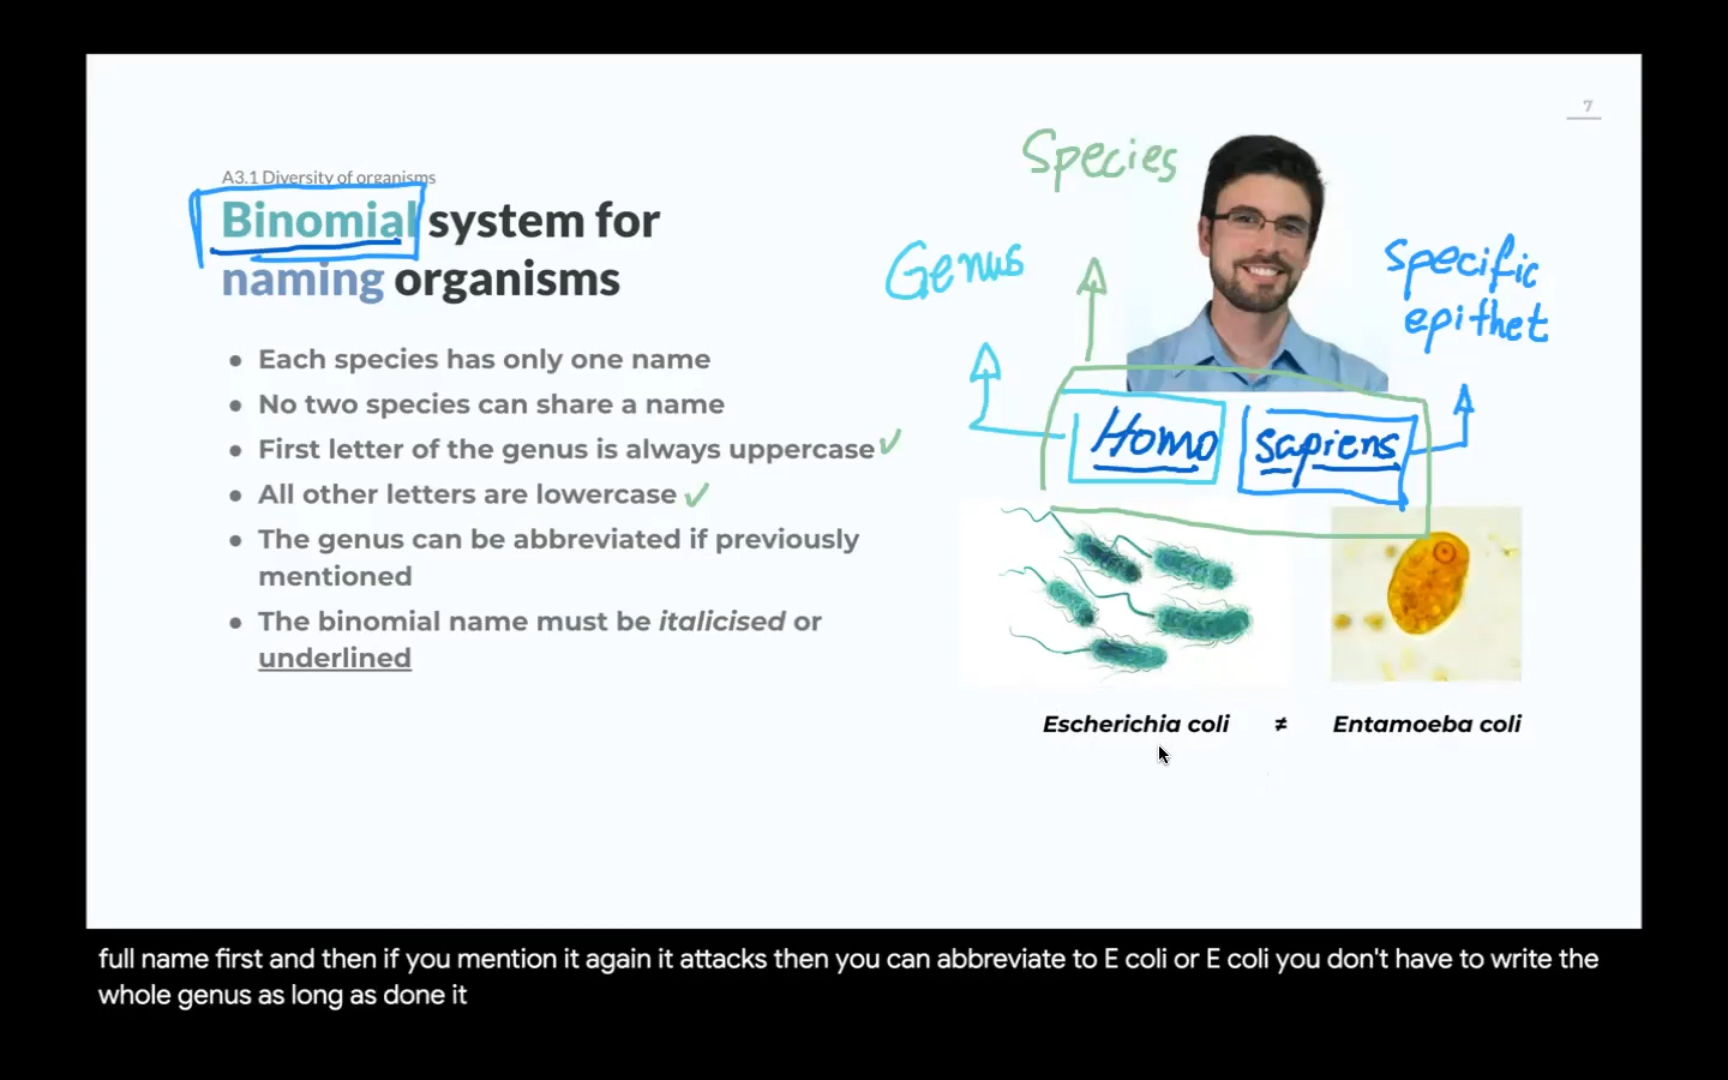 7
A3.1 Diversity of organisms
Binomial system for
naming organisms
• Each species has only one name
• No two species can share a name
• First letter of the genus is always uppercase ✓
• All other letters are lowercase ✓
• The genus can be abbreviated if previously
mentioned
• The binomial name must be italicised or
underlined
Species
Genus
specific
epithet
Homo sapiens
Escherichia coli ≠ Entamoeba coli
full name first and then if you mention it again it attacks then you can abbreviate to E coli or E coli you don't have to write the
whole genus as long as done it